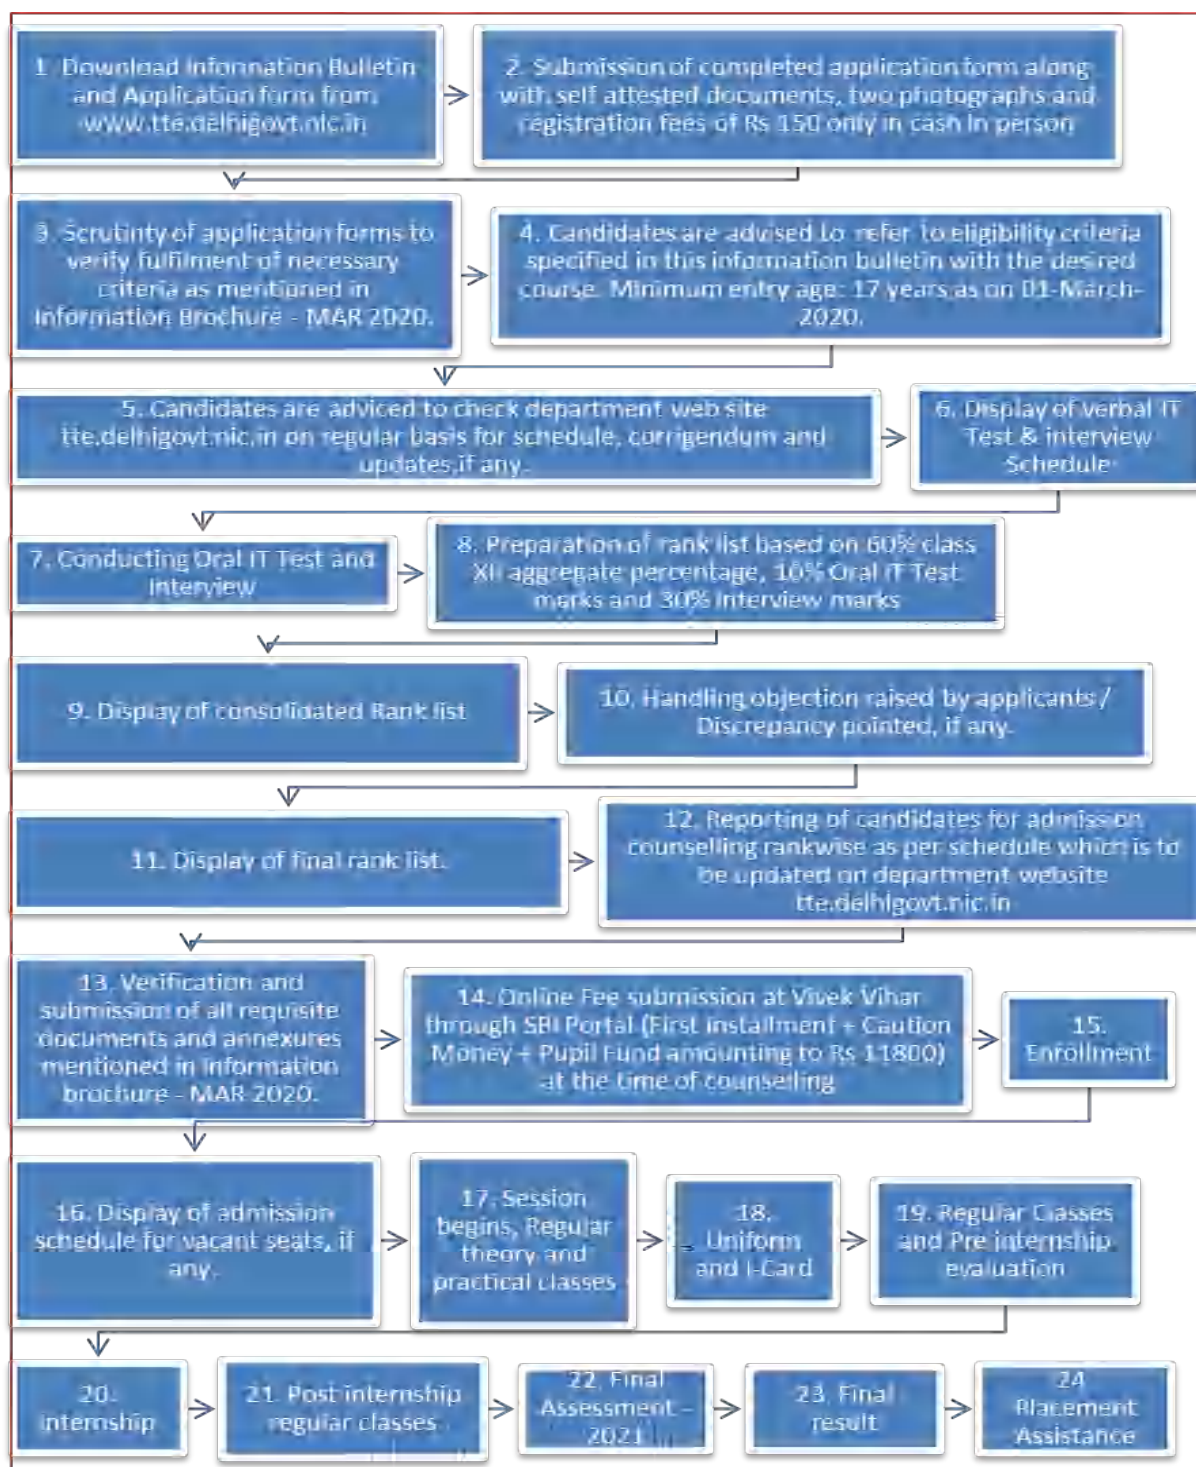 1. Download Information Bulletin
and Application form from
www.tte.delhigovt.nic.in
2. Submission of completed application form along
with self attested documents, two photographs and
registration fees of Rs 150 only in cash in person
3. Scrutinty of application forms to
verify fulfilment of necessary
criteria as mentioned in
Information Brochure - MAR 2020.
4. Candidates are advised to refer to eligibility criteria
specified in this information bulletin with the desired
course. Minimum entry age: 17 years as on 01-March-
2020.
5. Candidates are adviced to check department web site
tte.delhigovt.nic.in on regular basis for schedule, corrigendum and
updates,if any.
6. Display of verbal IT
Test & interview
Schedule
7. Conducting Oral IT Test and
Interview
8. Preparation of rank list based on 60% class
XII aggregate percentage, 10% Oral IT Test
marks and 30% Interview marks
9. Display of consolidated Rank list
10. Handling objection raised by applicants /
Discrepancy pointed, if any.
11. Display of final rank list.
12. Reporting of candidates for admission
counselling rankwise as per schedule which is to
be updated on department website
tte.delhigovt.nic.in
13. Verification and
submission of all requisite
documents and annexures
mentioned in information
brochure - MAR 2020.
14. Online Fee submission at Vivek Vihar
through SBI Portal (First installment + Caution
Money + Pupil Fund amounting to Rs 11800)
at the time of counselling
15.
Enrollment
16. Display of admission
schedule for vacant seats, if
any.
17. Session
begins, Regular
theory and
practical classes
18.
Uniform
and I-Card
19. Regular Classes
and Pre internship
evaluation
20.
Internship
21. Post internship
regular classes
22. Final
Assessment –
2021
23. Final
result
24.
Placement
Assistance